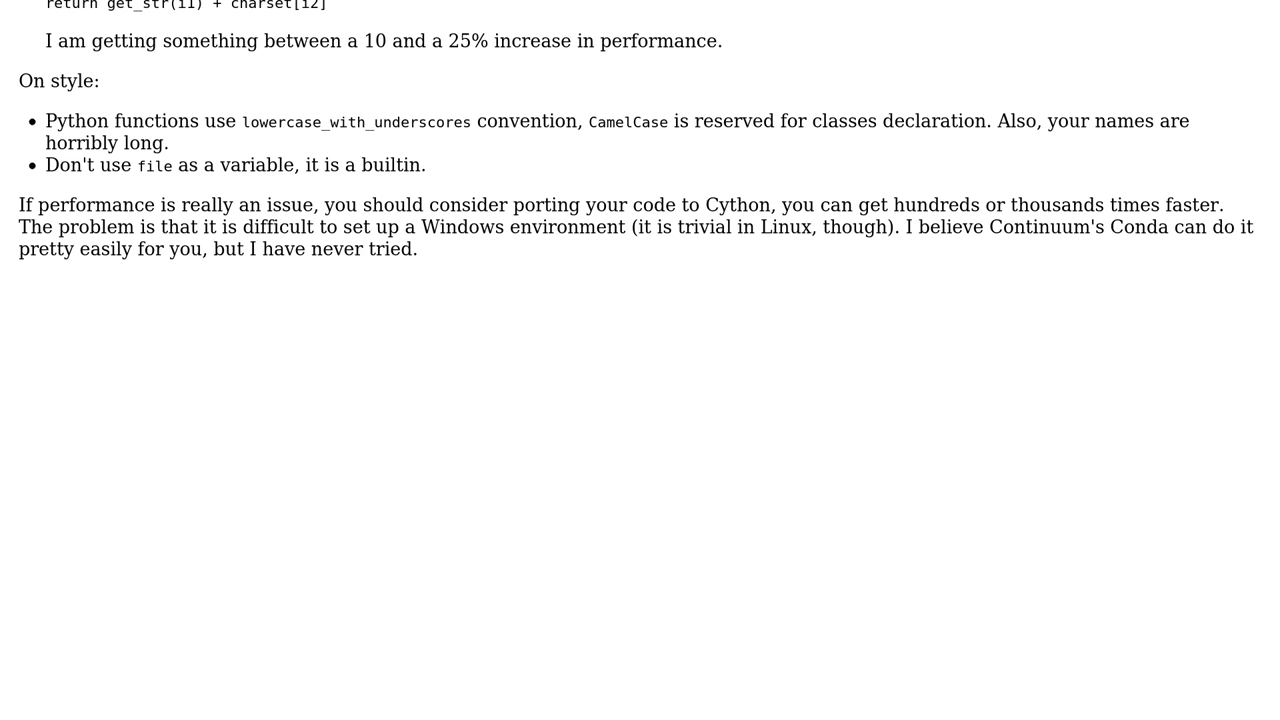 return get_str(i1) + charset[i2]
I am getting something between a 10 and a 25% increase in performance.
On style:
• Python functions use lowercase_with_underscores convention, CamelCase is reserved for classes declaration. Also, your names are
horribly long.
• Don't use file as a variable, it is a builtin.
If performance is really an issue, you should consider porting your code to Cython, you can get hundreds or thousands times faster.
The problem is that it is difficult to set up a Windows environment (it is trivial in Linux, though). I believe Continuum's Conda can do it
pretty easily for you, but I have never tried.